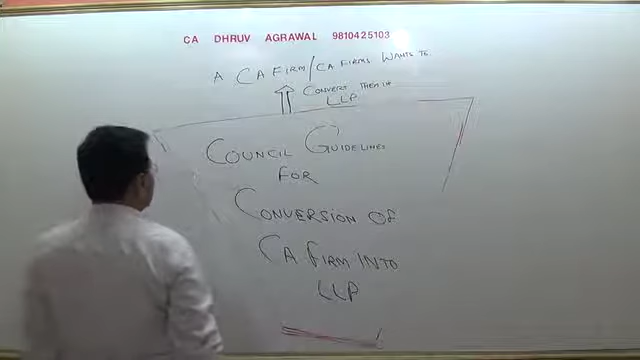 CA DHRUV AGRAWAL 9810425103
A CA FIRM/CA FIRMS WANTS TO
CONVERT THEM IN
LLP
COUNCIL GUIDELINES
FOR
CONVERSION OF
CA FIRM INTO
LLP